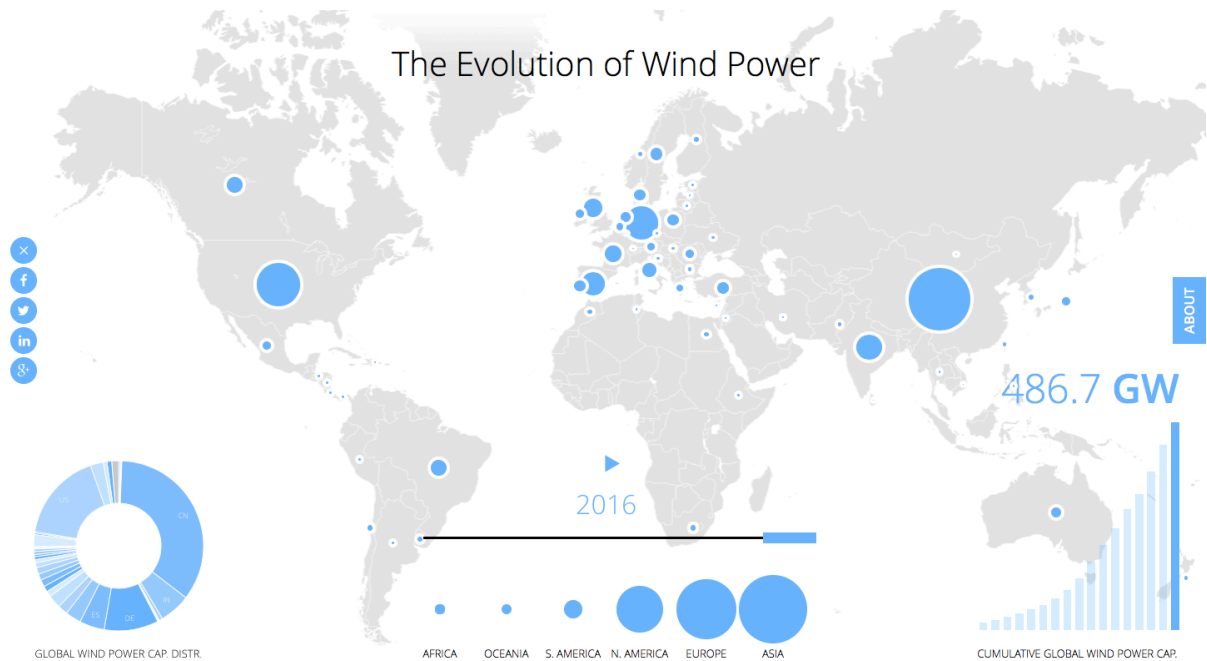 The Evolution of Wind Power
f
in
g+
ABOUT
486.7 GW
US
CN
IN
DE
ES
2016
GLOBAL WIND POWER CAP. DISTR.
AFRICA
OCEANIA
S. AMERICA
N. AMERICA
EUROPE
ASIA
CUMULATIVE GLOBAL WIND POWER CAP.